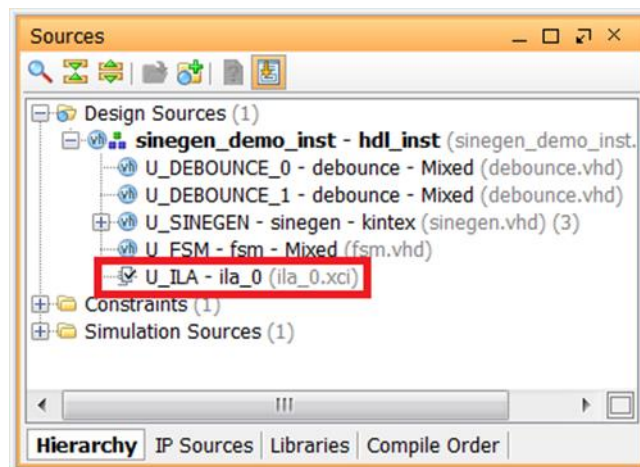 Sources
Design Sources (1)
sinegen_demo_inst - hdl_inst (sinegen_demo_inst.
U_DEBOUNCE_0 - debounce - Mixed (debounce.vhd)
U_DEBOUNCE_1 - debounce - Mixed (debounce.vhd)
U_SINEGEN - sinegen - kintex (sinegen.vhd) (3)
U_FSM - fsm - Mixed (fsm.vhd)
U_ILA - ila_0 (ila_0.xci)
Constraints (1)
Simulation Sources (1)
Hierarchy IP Sources Libraries Compile Order